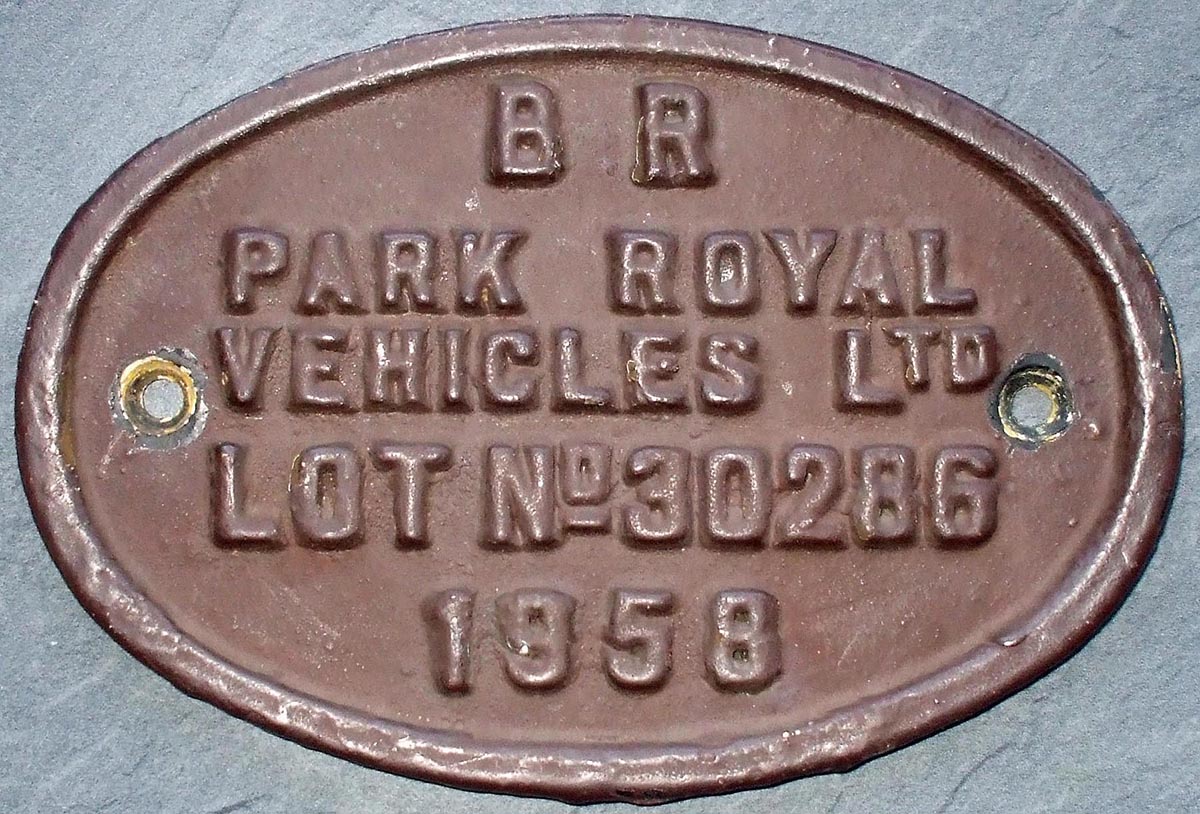 B R
PARK ROYAL
VEHICLES LTD
LOT No 30286
1958